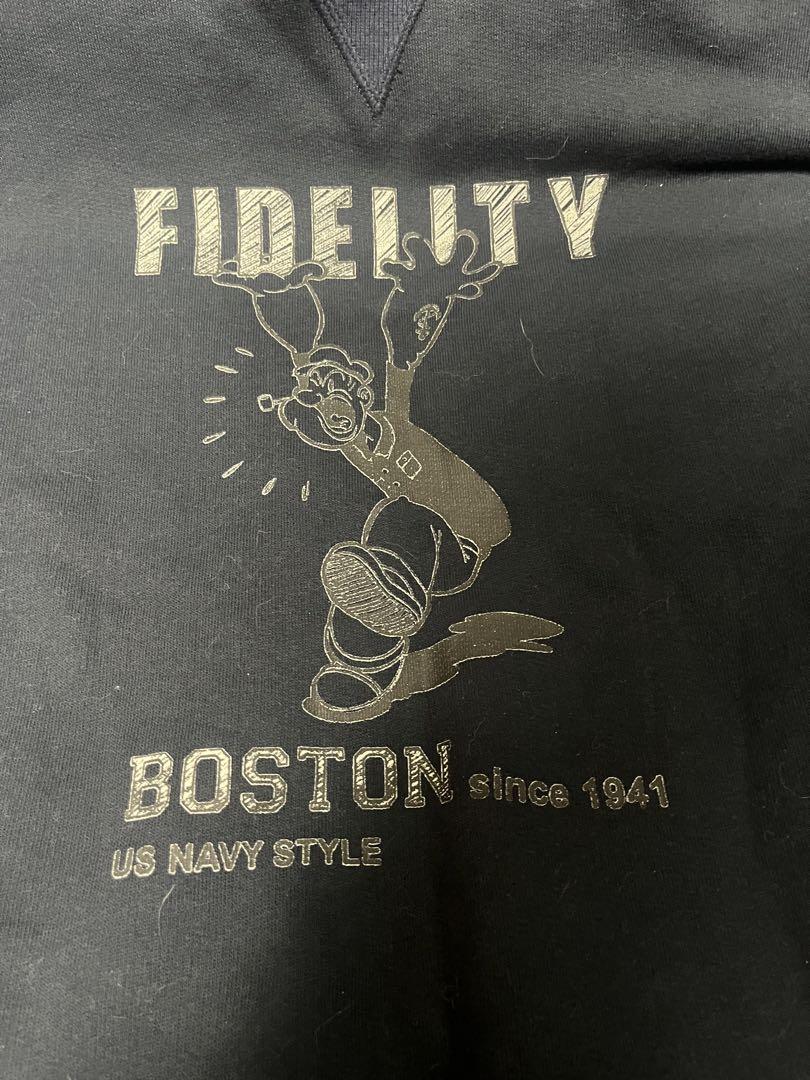 FIDELITY
BOSTON since 1941
US NAVY STYLE